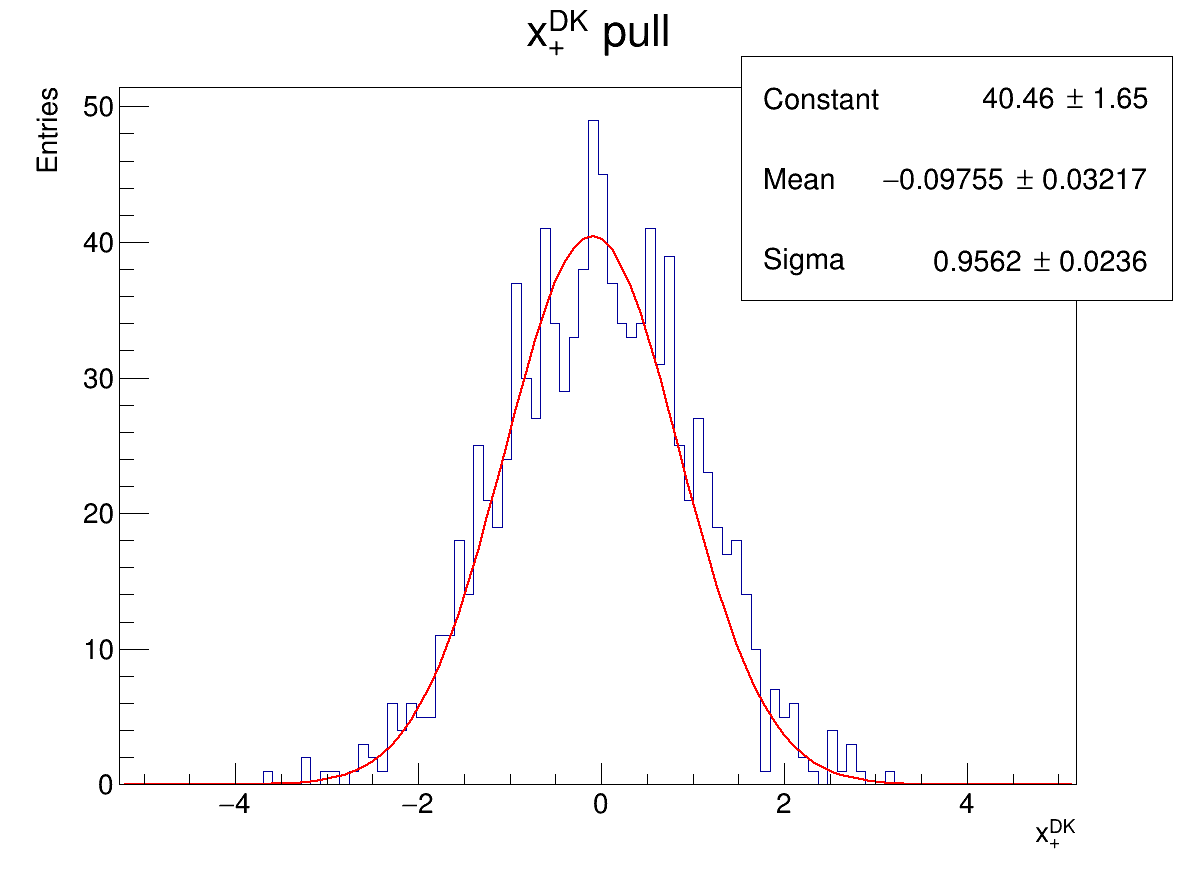 x₊ᴰᴷ pull
Entries
50
40
30
20
10
0
Constant 40.46 ± 1.65
Mean −0.09755 ± 0.03217
Sigma 0.9562 ± 0.0236
−4 −2 0 2 4
x₊ᴰᴷ